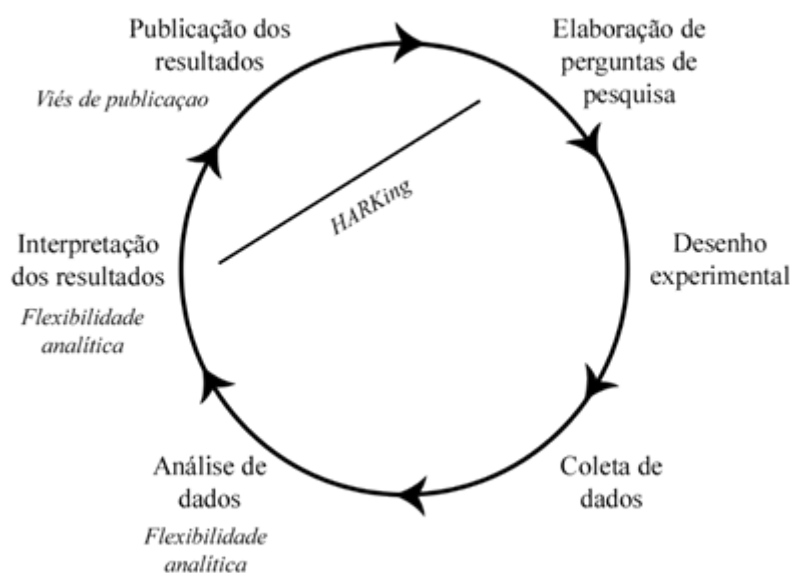 Publicação dos
resultados
Viés de publicaçao
Elaboração de
perguntas de
pesquisa
HARKing
Desenho
experimental
Interpretação
dos resultados
Flexibilidade
analítica
Coleta de
dados
Análise de
dados
Flexibilidade
analítica